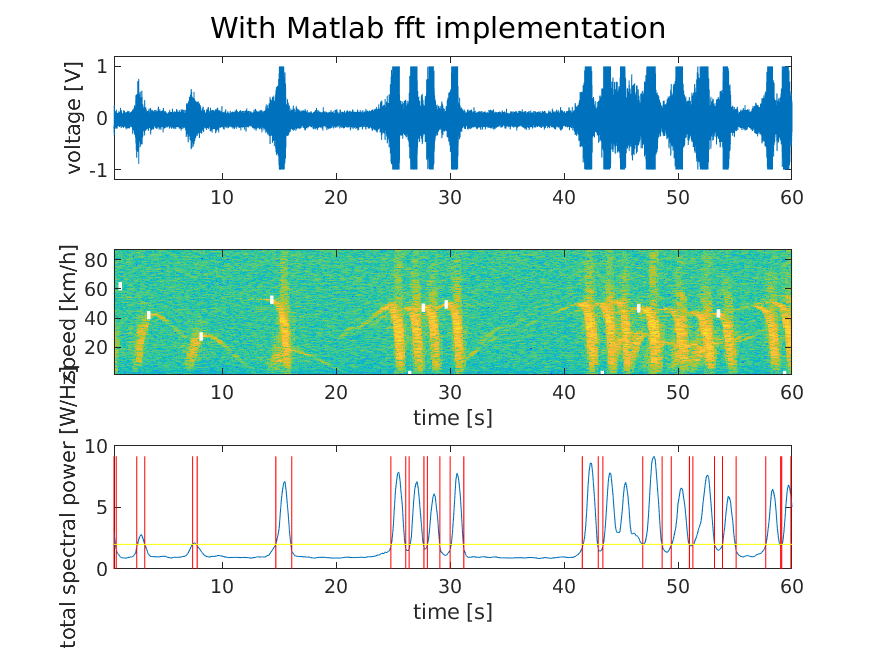 With Matlab fft implementation
voltage [V]
1
0
-1
10 20 30 40 50 60
speed [km/h]
80
60
40
20
10 20 30 40 50 60
time [s]
total spectral power [W/Hz]
10
5
0
10 20 30 40 50 60
time [s]